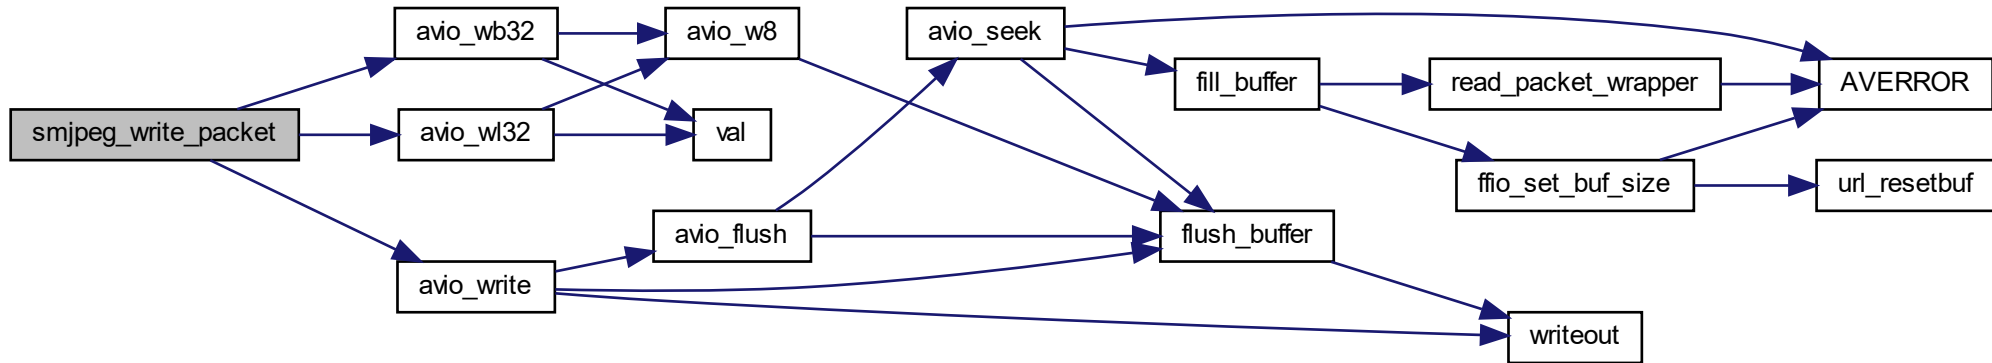 avio_wb32
avio_w8
avio_seek
fill_buffer
read_packet_wrapper
AVERROR
smjpeg_write_packet
avio_wl32
val
ffio_set_buf_size
url_resetbuf
avio_flush
flush_buffer
avio_write
writeout